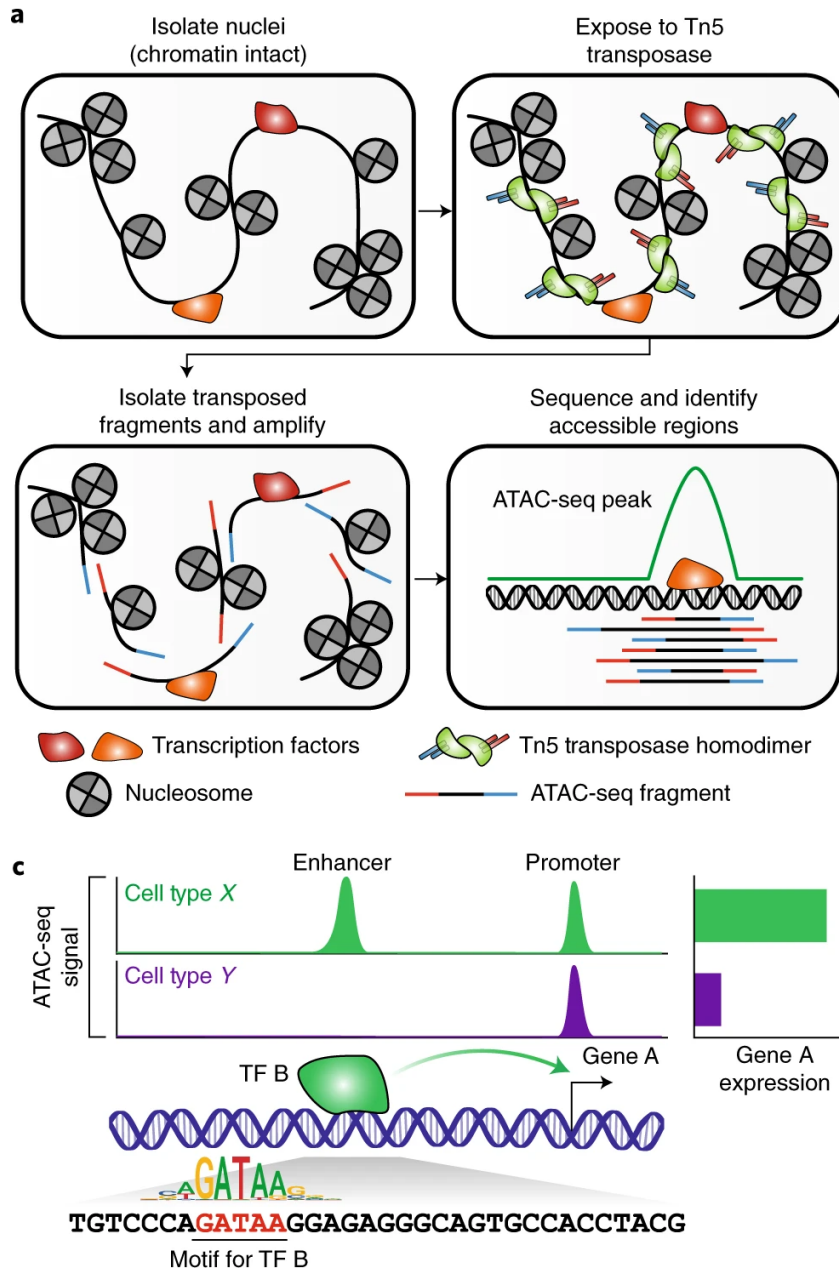 a
Isolate nuclei
(chromatin intact)
Expose to Tn5
transposase
Isolate transposed
fragments and amplify
Sequence and identify
accessible regions
ATAC-seq peak
Transcription factors
Tn5 transposase homodimer
Nucleosome
ATAC-seq fragment
c
Enhancer
Promoter
ATAC-seq
signal
Cell type X
Cell type Y
Gene A
expression
TF B
Gene A
GATAAG
TGTCCCAGATAAGGAGAGGGCAGTGCCACCTACG
Motif for TF B